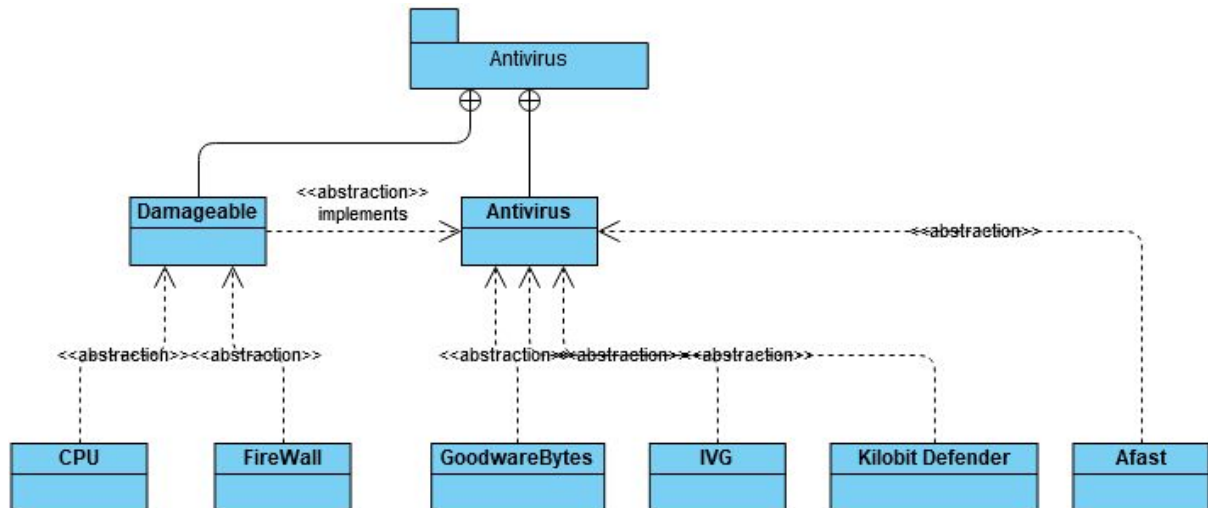 Antivirus
Damageable
<<abstraction>>
implements
Antivirus
<<abstraction>>
<<abstraction>>
<<abstraction>>
<<abstraction>>
<<abstraction>>
<<abstraction>>
CPU
FireWall
GoodwareBytes
IVG
Kilobit Defender
Afast